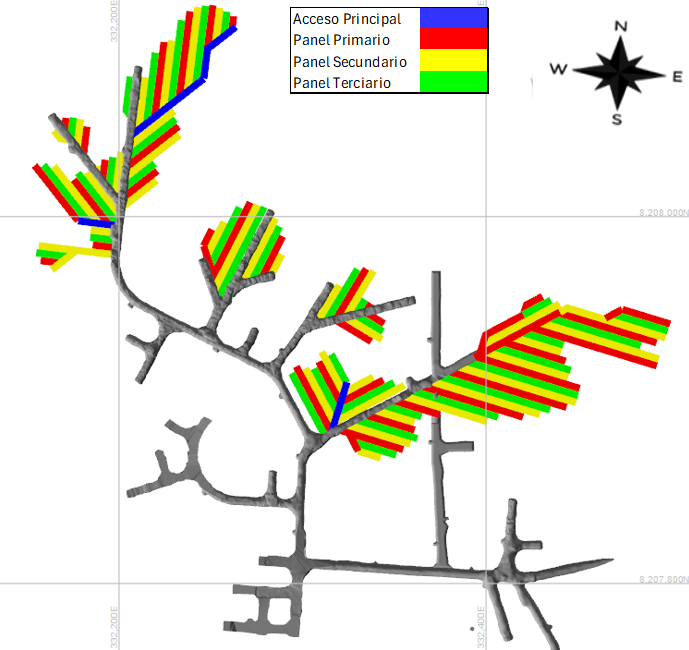 332,200E
Acceso Principal
Panel Primario
Panel Secundario
Panel Terciario
N
W
E
S
8,208,000N
8,207,800N
332,200E
332,400E